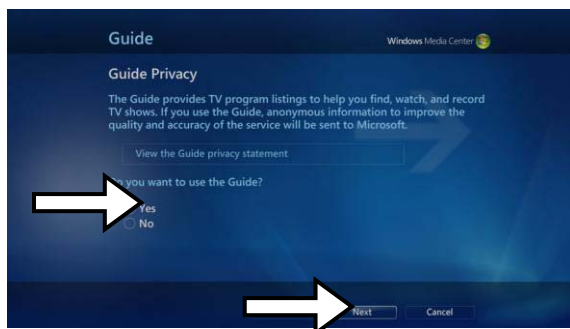 Guide
Windows Media Center
Guide Privacy
The Guide provides TV program listings to help you find, watch, and record
TV shows. If you use the Guide, anonymous information to improve the
quality and accuracy of the service will be sent to Microsoft.
View the Guide privacy statement
you want to use the Guide?
Yes
No
Next Cancel